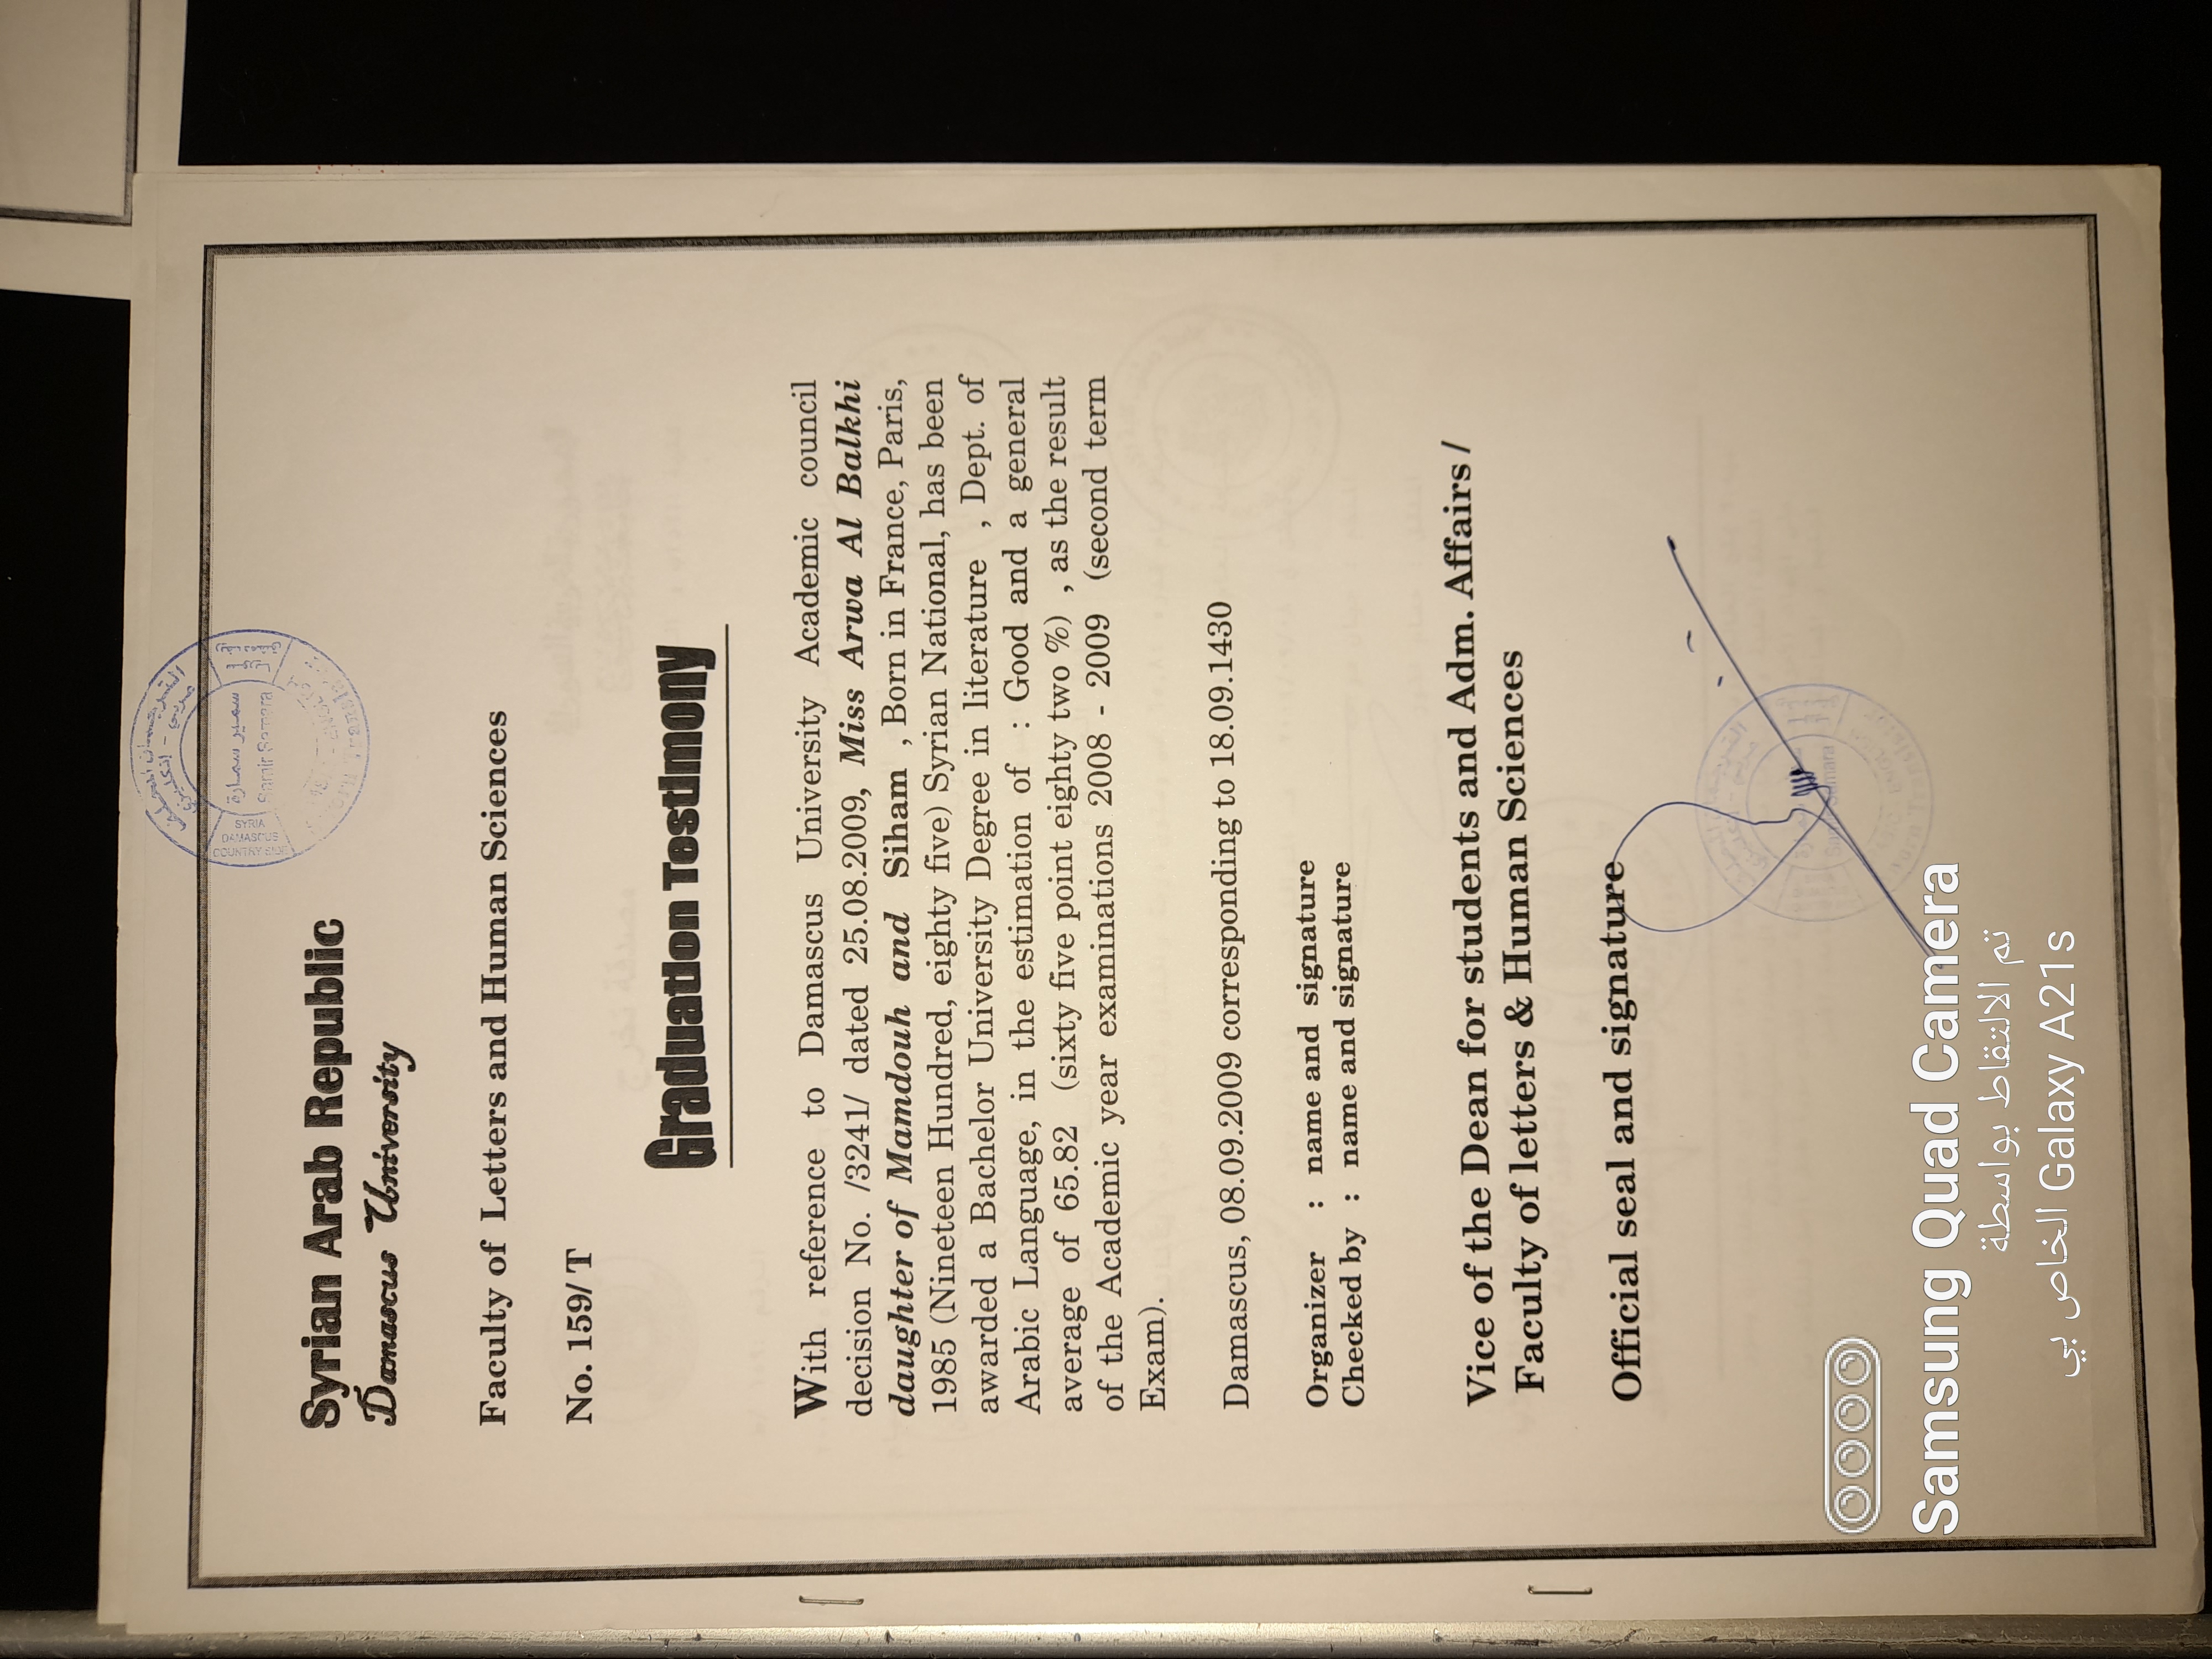 Syrian Arab Republic
Damascus University
Faculty of Letters and Human Sciences
No. 159/ T
Graduation Testimony
With reference to Damascus University Academic council
decision No. /3241/ dated 25.08.2009, Miss Arwa Al Balkhi
daughter of Mamdouh and Siham , Born in France, Paris,
1985 (Nineteen Hundred, eighty five) Syrian National, has been
awarded a Bachelor University Degree in literature , Dept. of
Arabic Language, in the estimation of : Good and a general
average of 65.82 (sixty five point eighty two %) , as the result
of the Academic year examinations 2008 - 2009 (second term
Exam).
Damascus, 08.09.2009 corresponding to 18.09.1430
Organizer : name and signature
Checked by : name and signature
Vice of the Dean for students and Adm. Affairs /
Faculty of letters & Human Sciences
Official seal and signature
سمير سمارة
Samir Samara
SYRIA
DAMASCUS
COUNTRY SIDE
Samsung Quad Camera
تم الالتقاط بواسطة
الخاص بي Galaxy A21s